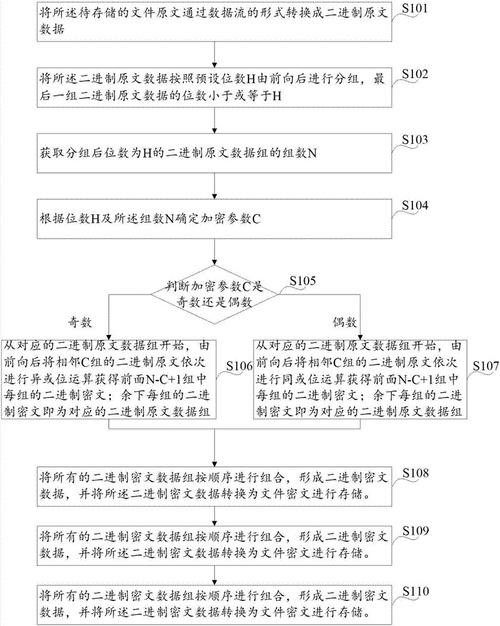 将所述待存储的文件原文通过数据流的形式转换成二进制原文
数据
S101
将所述二进制原文数据按照预设位数H由前向后进行分组,最
后一组二进制原文数据的位数小于或等于H
S102
获取分组后位数为H的二进制原文数据组的组数N
S103
根据位数H及所述组数N确定加密参数C
S104
判断加密参数C是
奇数还是偶数
S105
奇数
偶数
从对应的二进制原文数据组开始,由
前向后将相邻C组的二进制原文依次
进行异或位运算获得前面N-C+1组中
每组的二进制密文;余下每组的二进
制密文即为对应的二进制原文数据组
S106
从对应的二进制原文数据组开始,由
前向后将相邻C组的二进制原文依次
进行同或位运算获得前面N-C+1组中
每组的二进制密文;余下每组的二进
制密文即为对应的二进制原文数据组
S107
将所有的二进制密文数据组按顺序进行组合,形成二进制密文
数据,并将所述二进制密文数据转换为文件密文进行存储。
S108
将所有的二进制密文数据组按顺序进行组合,形成二进制密文
数据,并将所述二进制密文数据转换为文件密文进行存储。
S109
将所有的二进制密文数据组按顺序进行组合,形成二进制密文
数据,并将所述二进制密文数据转换为文件密文进行存储。
S110